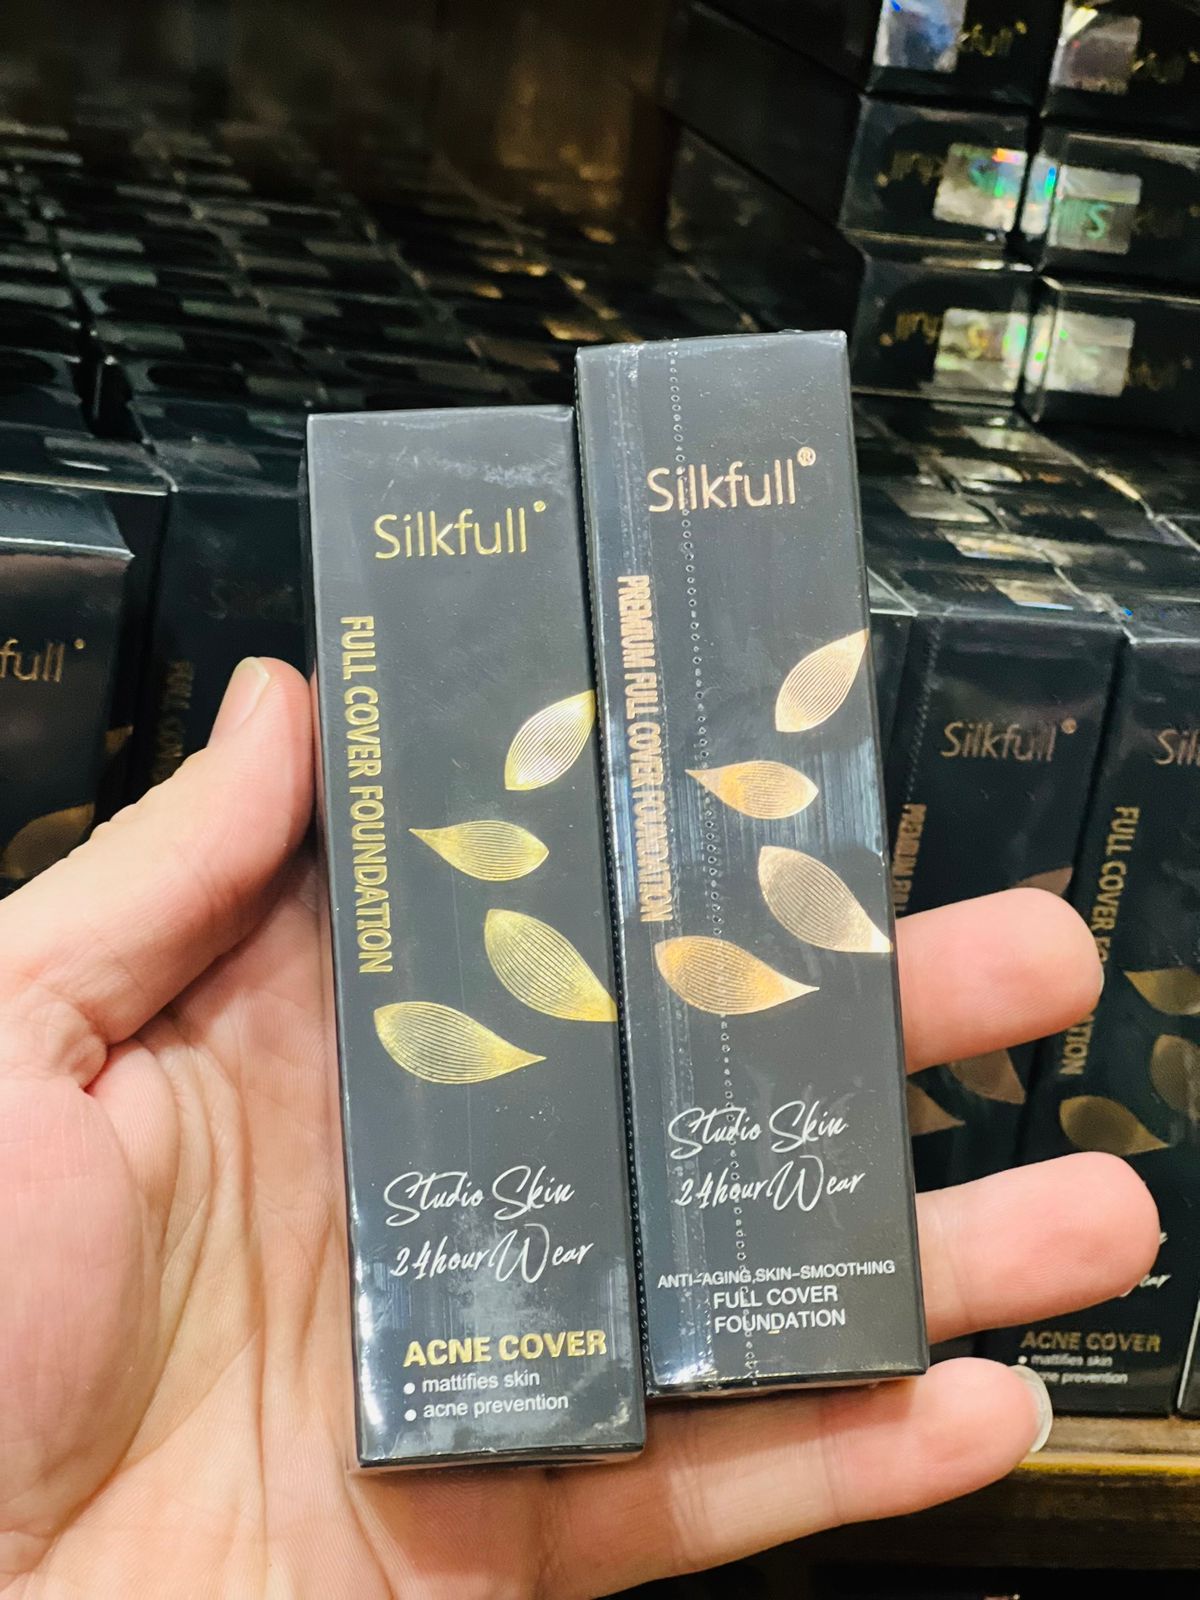 Silkfull
FULL COVER FOUNDATION
Studio Skin
24hour Wear
ACNE COVER
• mattifies skin
• acne prevention
Silkfull®
PREMIUM FULL COVER FOUNDATION
Studio Skin
24hour Wear
ANTI-AGING,SKIN-SMOOTHING
FULL COVER
FOUNDATION
full
Silkfull
FULL COVER
ACNE COVER
mattifies skin
acne prevention